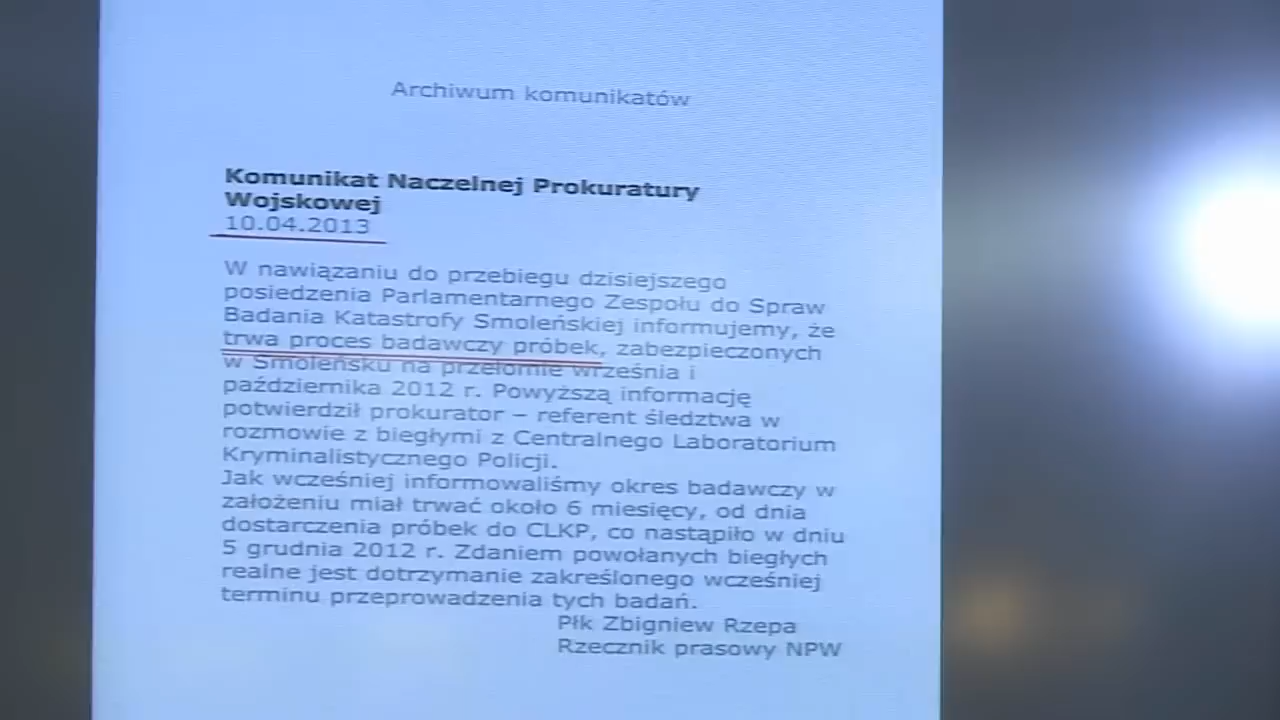 Archiwum komunikatów
Komunikat Naczelnej Prokuratury
Wojskowej
10.04.2013
W nawiązaniu do przebiegu dzisiejszego
posiedzenia Parlamentarnego Zespołu do Spraw
Badania Katastrofy Smoleńskiej informujemy, że
trwa proces badawczy próbek, zabezpieczonych
w Smoleńsku na przełomie września i
października 2012 r. Powyższą informację
potwierdził prokurator – referent śledztwa w
rozmowie z biegłymi z Centralnego Laboratorium
Kryminalistycznego Policji.
Jak wcześniej informowaliśmy okres badawczy w
założeniu miał trwać około 6 miesięcy, od dnia
dostarczenia próbek do CLKP, co nastąpiło w dniu
5 grudnia 2012 r. Zdaniem powołanych biegłych
realne jest dotrzymanie zakreślonego wcześniej
terminu przeprowadzenia tych badań.
Płk Zbigniew Rzepa
Rzecznik prasowy NPW